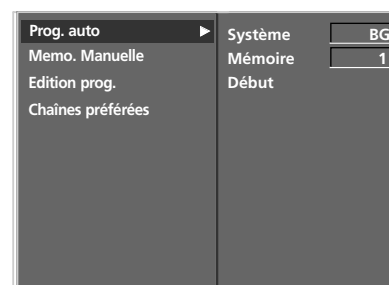 Prog. auto
Memo. Manuelle
Edition prog.
Chaînes préférées
Système BG
Mémoire 1
Début